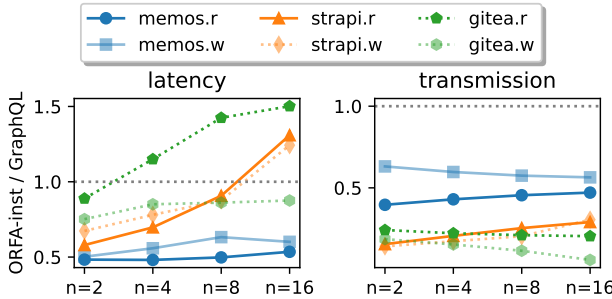 memos.r strapi.r gitea.r
memos.w strapi.w gitea.w
latency
transmission
ORFA-inst / GraphQL
1.5
1.0
0.5
n=2 n=4 n=8 n=16
1.0
0.5
n=2 n=4 n=8 n=16